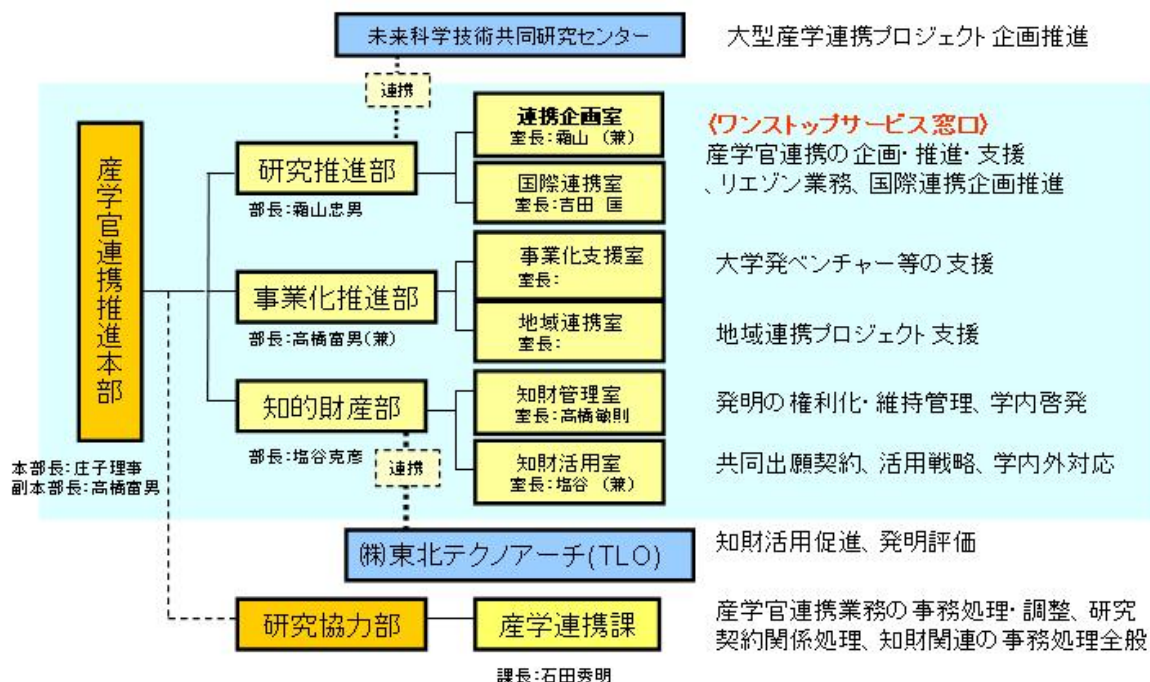 未来科学技術共同研究センター
大型産学連携プロジェクト企画推進
連携
産学官連携推進本部
本部長:庄子理事
副本部長:高橋富男
研究推進部
部長:霜山忠男
連携企画室
室長:霜山 (兼)
国際連携室
室長:吉田 匡
〈ワンストップサービス窓口〉
産学官連携の企画・推進・支援
、リエゾン業務、国際連携企画推進
事業化推進部
部長:高橋富男(兼)
事業化支援室
室長:
大学発ベンチャー等の支援
地域連携室
室長:
地域連携プロジェクト支援
知的財産部
部長:塩谷克彦
知財管理室
室長:高橋敏則
発明の権利化・維持管理、学内啓発
知財活用室
室長:塩谷 (兼)
共同出願契約、活用戦略、学内外対応
連携
㈱東北テクノアーチ(TLO)
知財活用促進、発明評価
研究協力部
産学連携課
課長:石田秀明
産学官連携業務の事務処理・調整、研究
契約関係処理、知財関連の事務処理全般